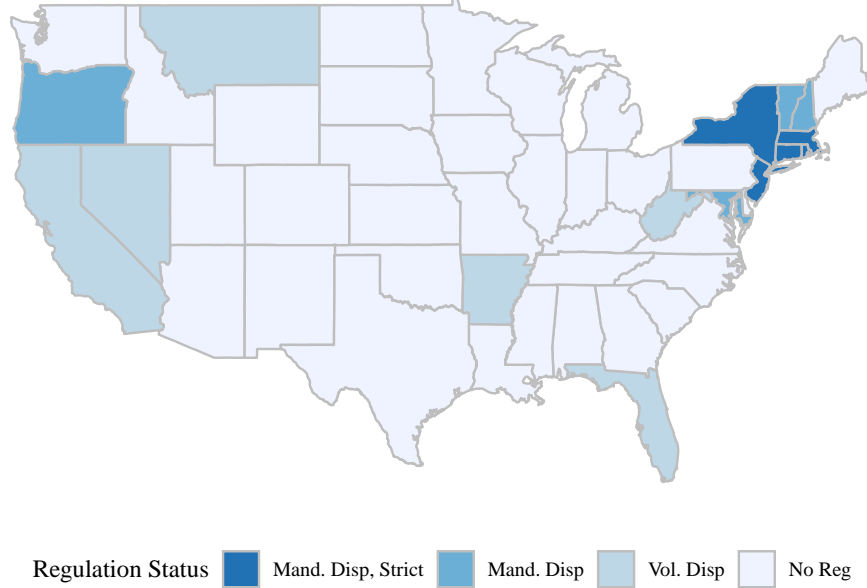 Regulation Status Mand. Disp, Strict Mand. Disp Vol. Disp No Reg